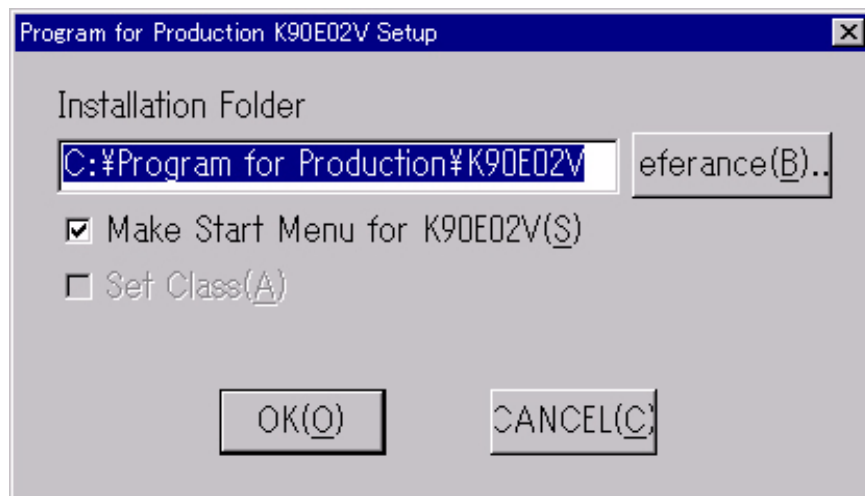 Program for Production K90E02V Setup
Installation Folder
C:¥Program for Production¥K90E02V
eferance(B)..
Make Start Menu for K90E02V(S)
Set Class(A)
OK(O)
CANCEL(C)